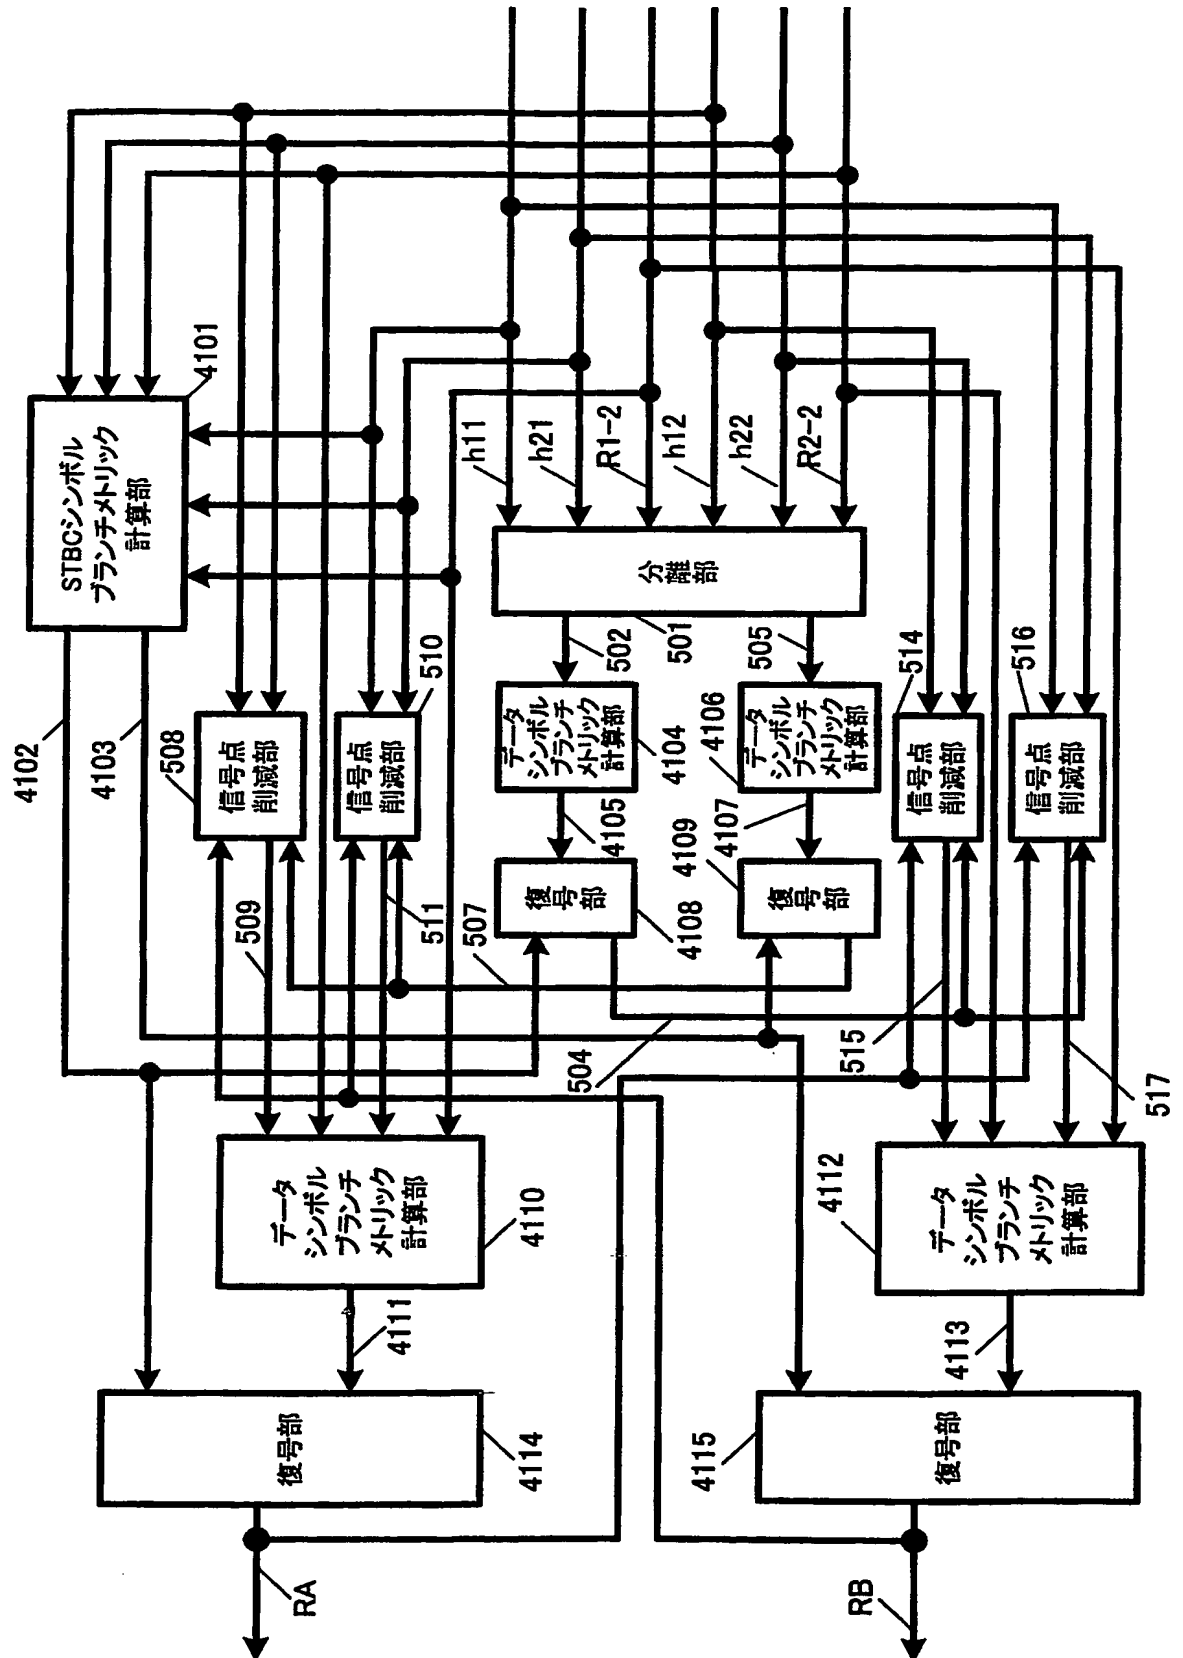 4101
STBCシンボル
ブランチメトリック
計算部
4102
4103
h11
h21
R1-2
h12
h22
R2-2
分離部
501
502
505
508
信号点
削減部
510
信号点
削減部
データ
シンボル
ブランチ
メトリック
計算部
4104
4106
データ
シンボル
ブランチ
メトリック
計算部
514
信号点
削減部
516
信号点
削減部
509
511
507
4105
復号部
4108
4109
4107
復号部
504
515
517
データ
シンボル
ブランチ
メトリック
計算部
4110
4111
4112
データ
シンボル
ブランチ
メトリック
計算部
4113
復号部
4114
4115
復号部
RA
RB